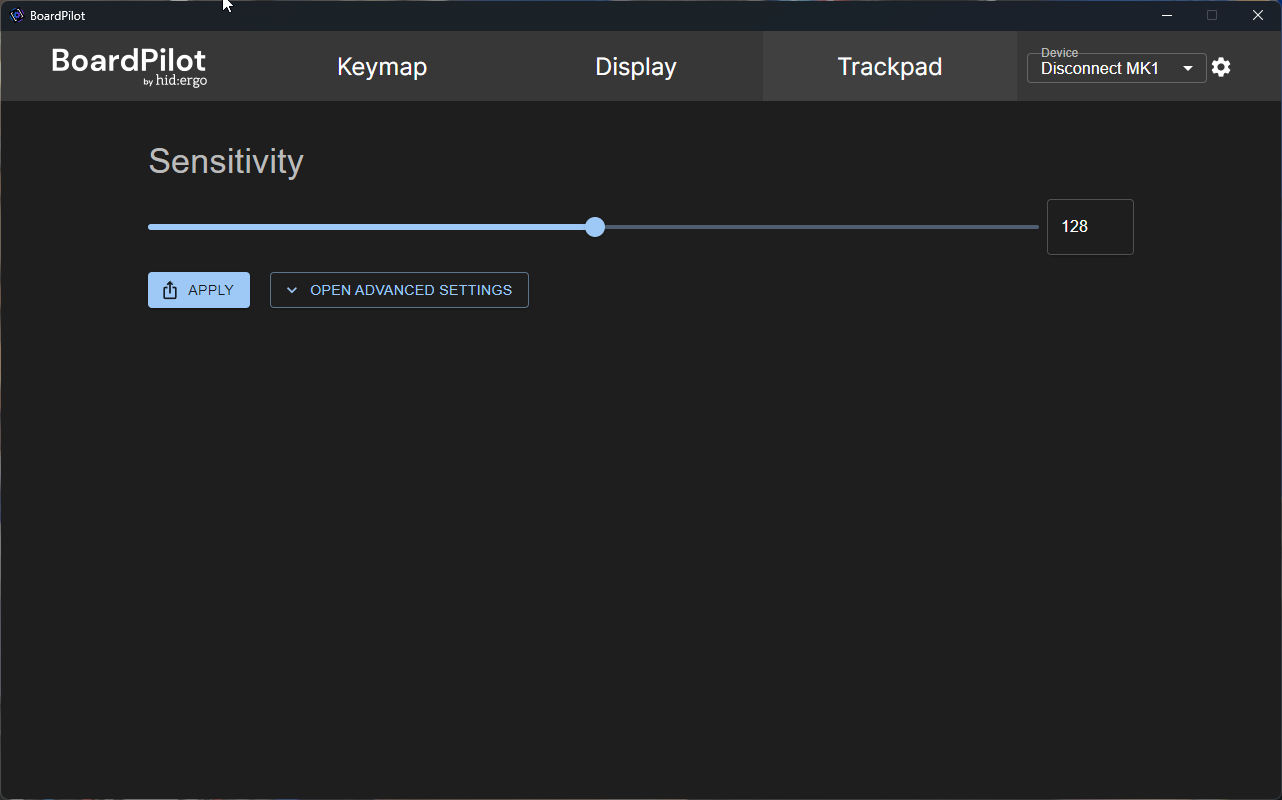 BoardPilot
BoardPilot
by hid:ergo
Keymap
Display
Trackpad
Device
Disconnect MK1
Sensitivity
128
APPLY
OPEN ADVANCED SETTINGS